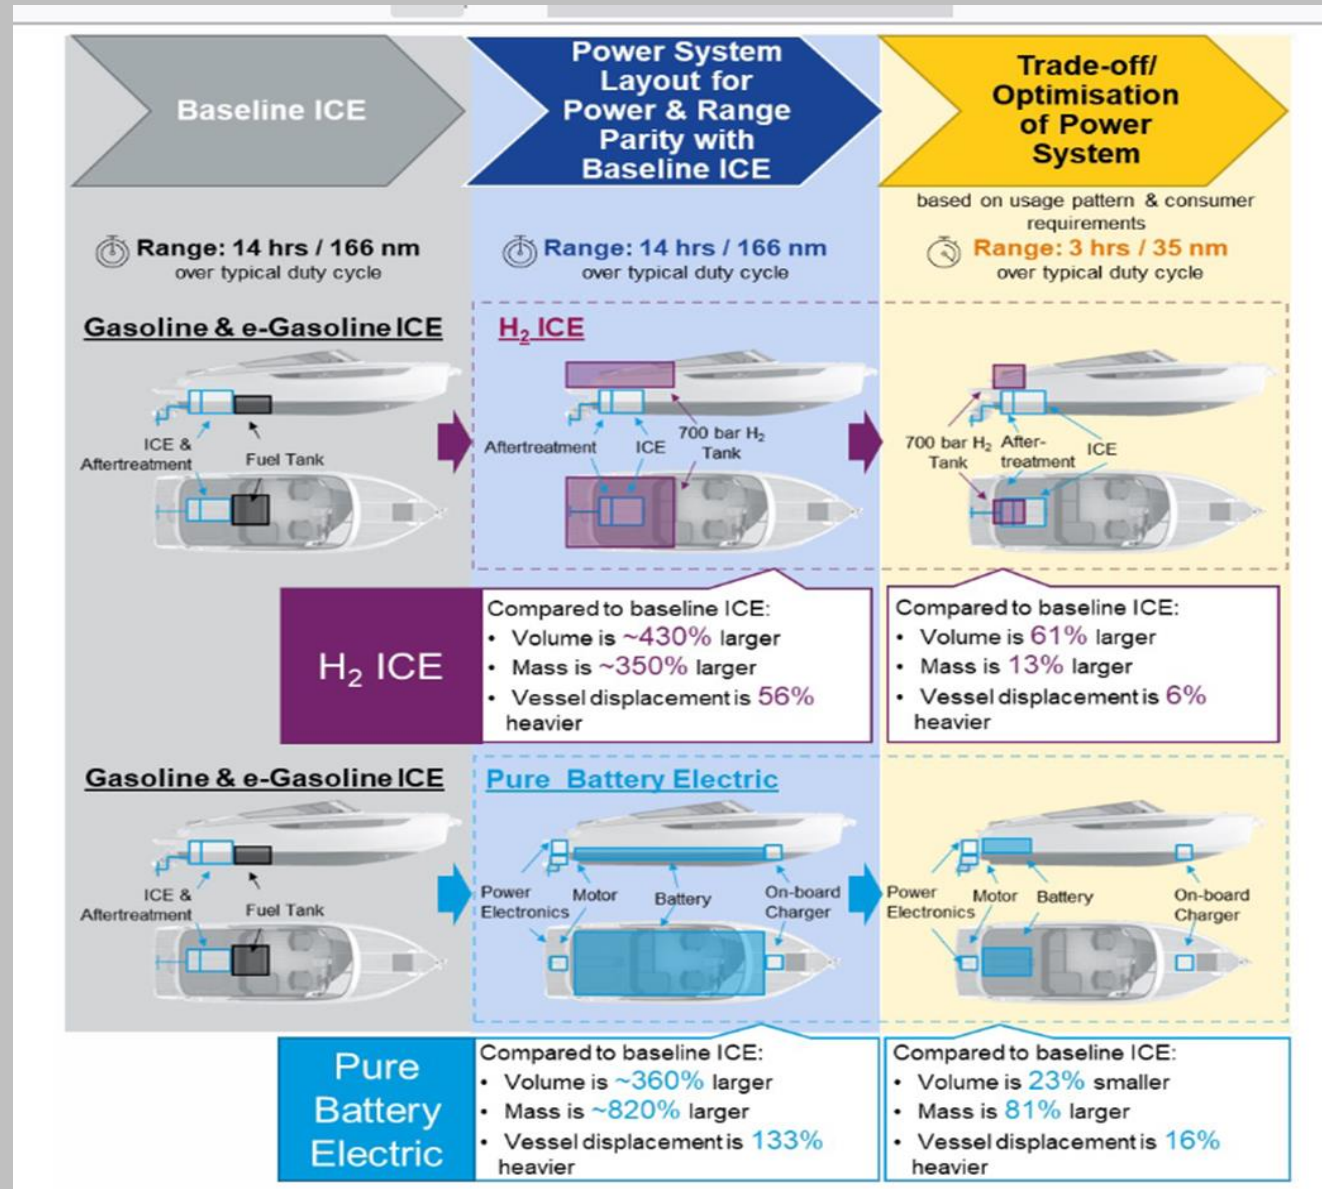 Baseline ICE
Power System
Layout for
Power & Range
Parity with
Baseline ICE
Trade-off/
Optimisation
of Power
System
based on usage pattern & consumer
requirements
Range: 14 hrs / 166 nm
over typical duty cycle
Range: 14 hrs / 166 nm
over typical duty cycle
Range: 3 hrs / 35 nm
over typical duty cycle
Gasoline & e-Gasoline ICE
ICE &
Aftertreatment
Fuel Tank
H₂ ICE
Aftertreatment
ICE
700 bar H₂
Tank
700 bar H₂
Tank
After-
treatment
ICE
H₂ ICE
Compared to baseline ICE:
• Volume is ~430% larger
• Mass is ~350% larger
• Vessel displacement is 56%
heavier
Compared to baseline ICE:
• Volume is 61% larger
• Mass is 13% larger
• Vessel displacement is 6%
heavier
Gasoline & e-Gasoline ICE
ICE &
Aftertreatment
Fuel Tank
Pure Battery Electric
Power
Electronics
Motor
Battery
On-board
Charger
Power
Electronics
Motor
Battery
On-board
Charger
Pure
Battery
Electric
Compared to baseline ICE:
• Volume is ~360% larger
• Mass is ~820% larger
• Vessel displacement is 133%
heavier
Compared to baseline ICE:
• Volume is 23% smaller
• Mass is 81% larger
• Vessel displacement is 16%
heavier